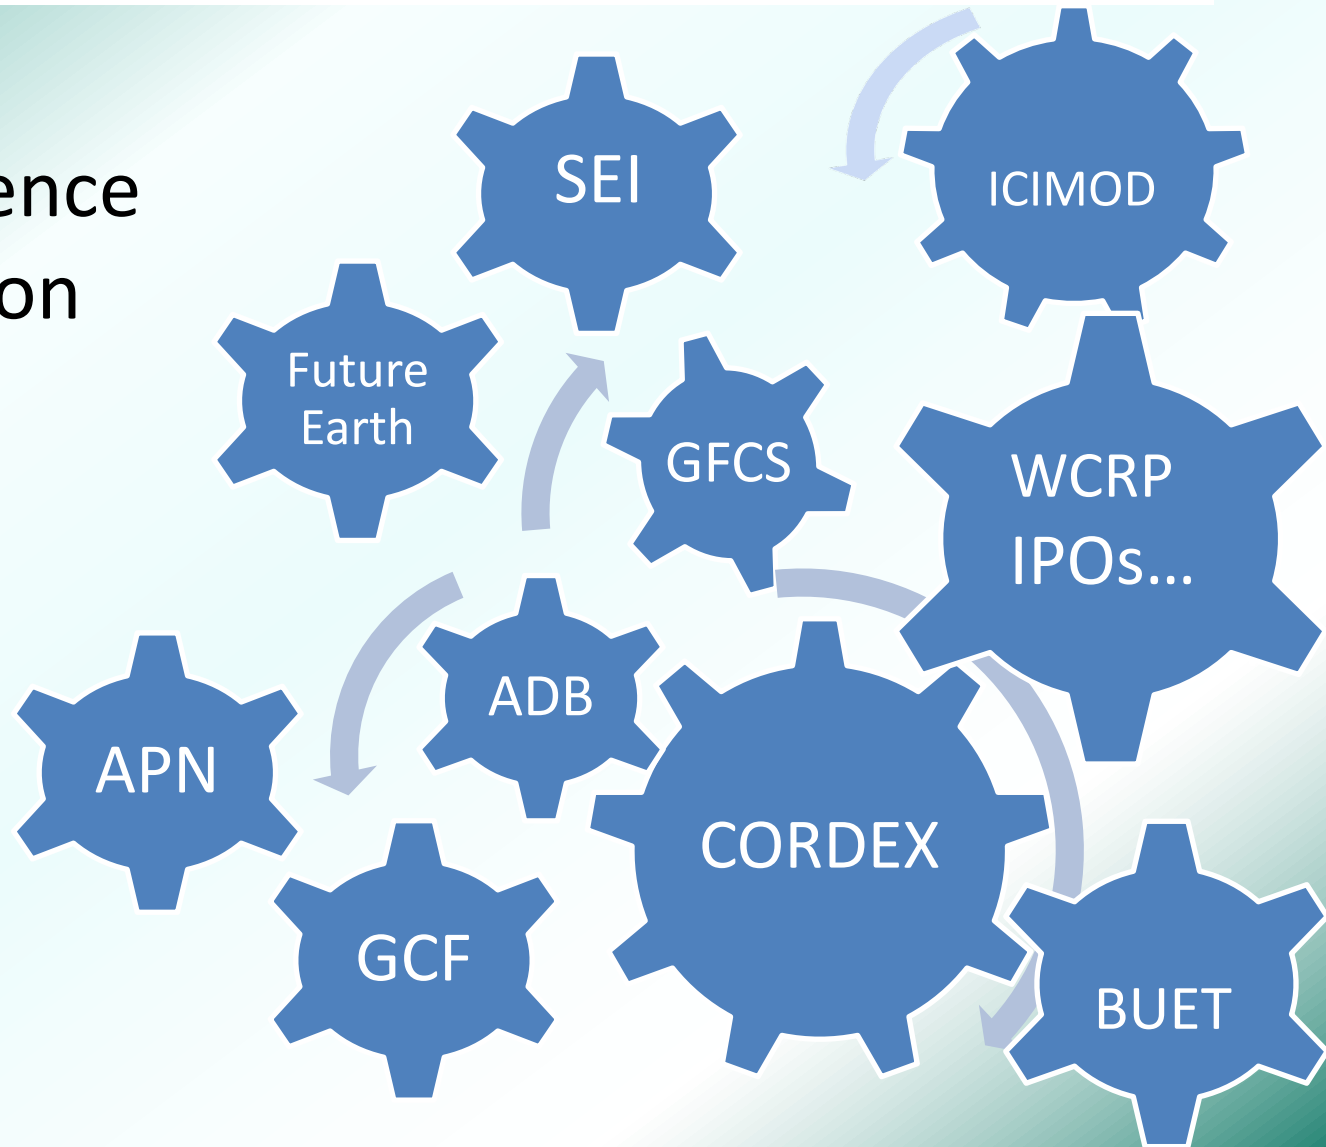 ence
on
SEI
ICIMOD
Future
Earth
GFCS
WCRP
IPOs...
ADB
APN
CORDEX
GCF
BUET